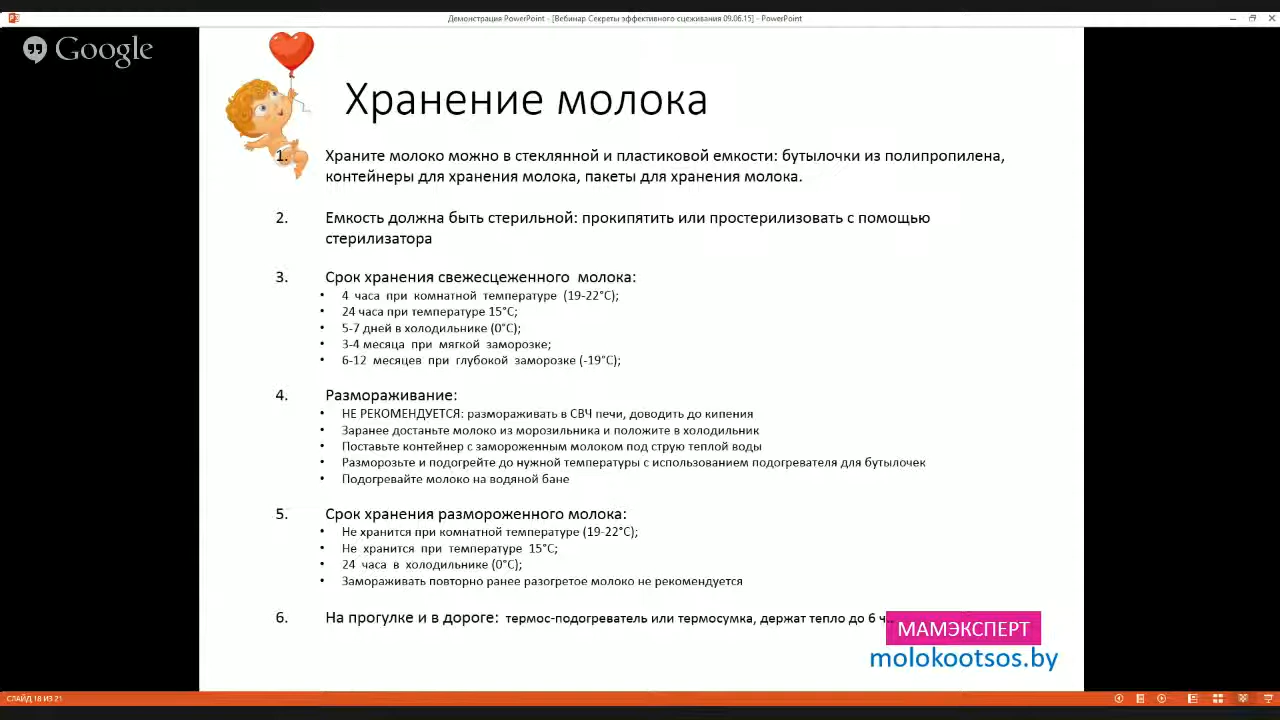 Демонстрация PowerPoint - [Вебинар Секреты эффективного сцеживания 09.06.15] - PowerPoint
Google
Хранение молока
1. Храните молоко можно в стеклянной и пластиковой емкости: бутылочки из полипропилена,
контейнеры для хранения молока, пакеты для хранения молока.
2. Емкость должна быть стерильной: прокипятить или простерилизовать с помощью
стерилизатора
3. Срок хранения свежесцеженного молока:
• 4 часа при комнатной температуре (19-22°С);
• 24 часа при температуре 15°С;
• 5-7 дней в холодильнике (0°С);
• 3-4 месяца при мягкой заморозке;
• 6-12 месяцев при глубокой заморозке (-19°С);
4. Размораживание:
• НЕ РЕКОМЕНДУЕТСЯ: размораживать в СВЧ печи, доводить до кипения
• Заранее достаньте молоко из морозильника и положите в холодильник
• Поставьте контейнер с замороженным молоком под струю теплой воды
• Разморозьте и подогрейте до нужной температуры с использованием подогревателя для бутылочек
• Подогревайте молоко на водяной бане
5. Срок хранения размороженного молока:
• Не хранится при комнатной температуре (19-22°С);
• Не хранится при температуре 15°С;
• 24 часа в холодильнике (0°С);
• Замораживать повторно ранее разогретое молоко не рекомендуется
6. На прогулке и в дороге: термос-подогреватель или термосумка, держат тепло до 6 ч..
МАМЭКСПЕРТ
molokootsos.by
СЛАЙД 18 ИЗ 21